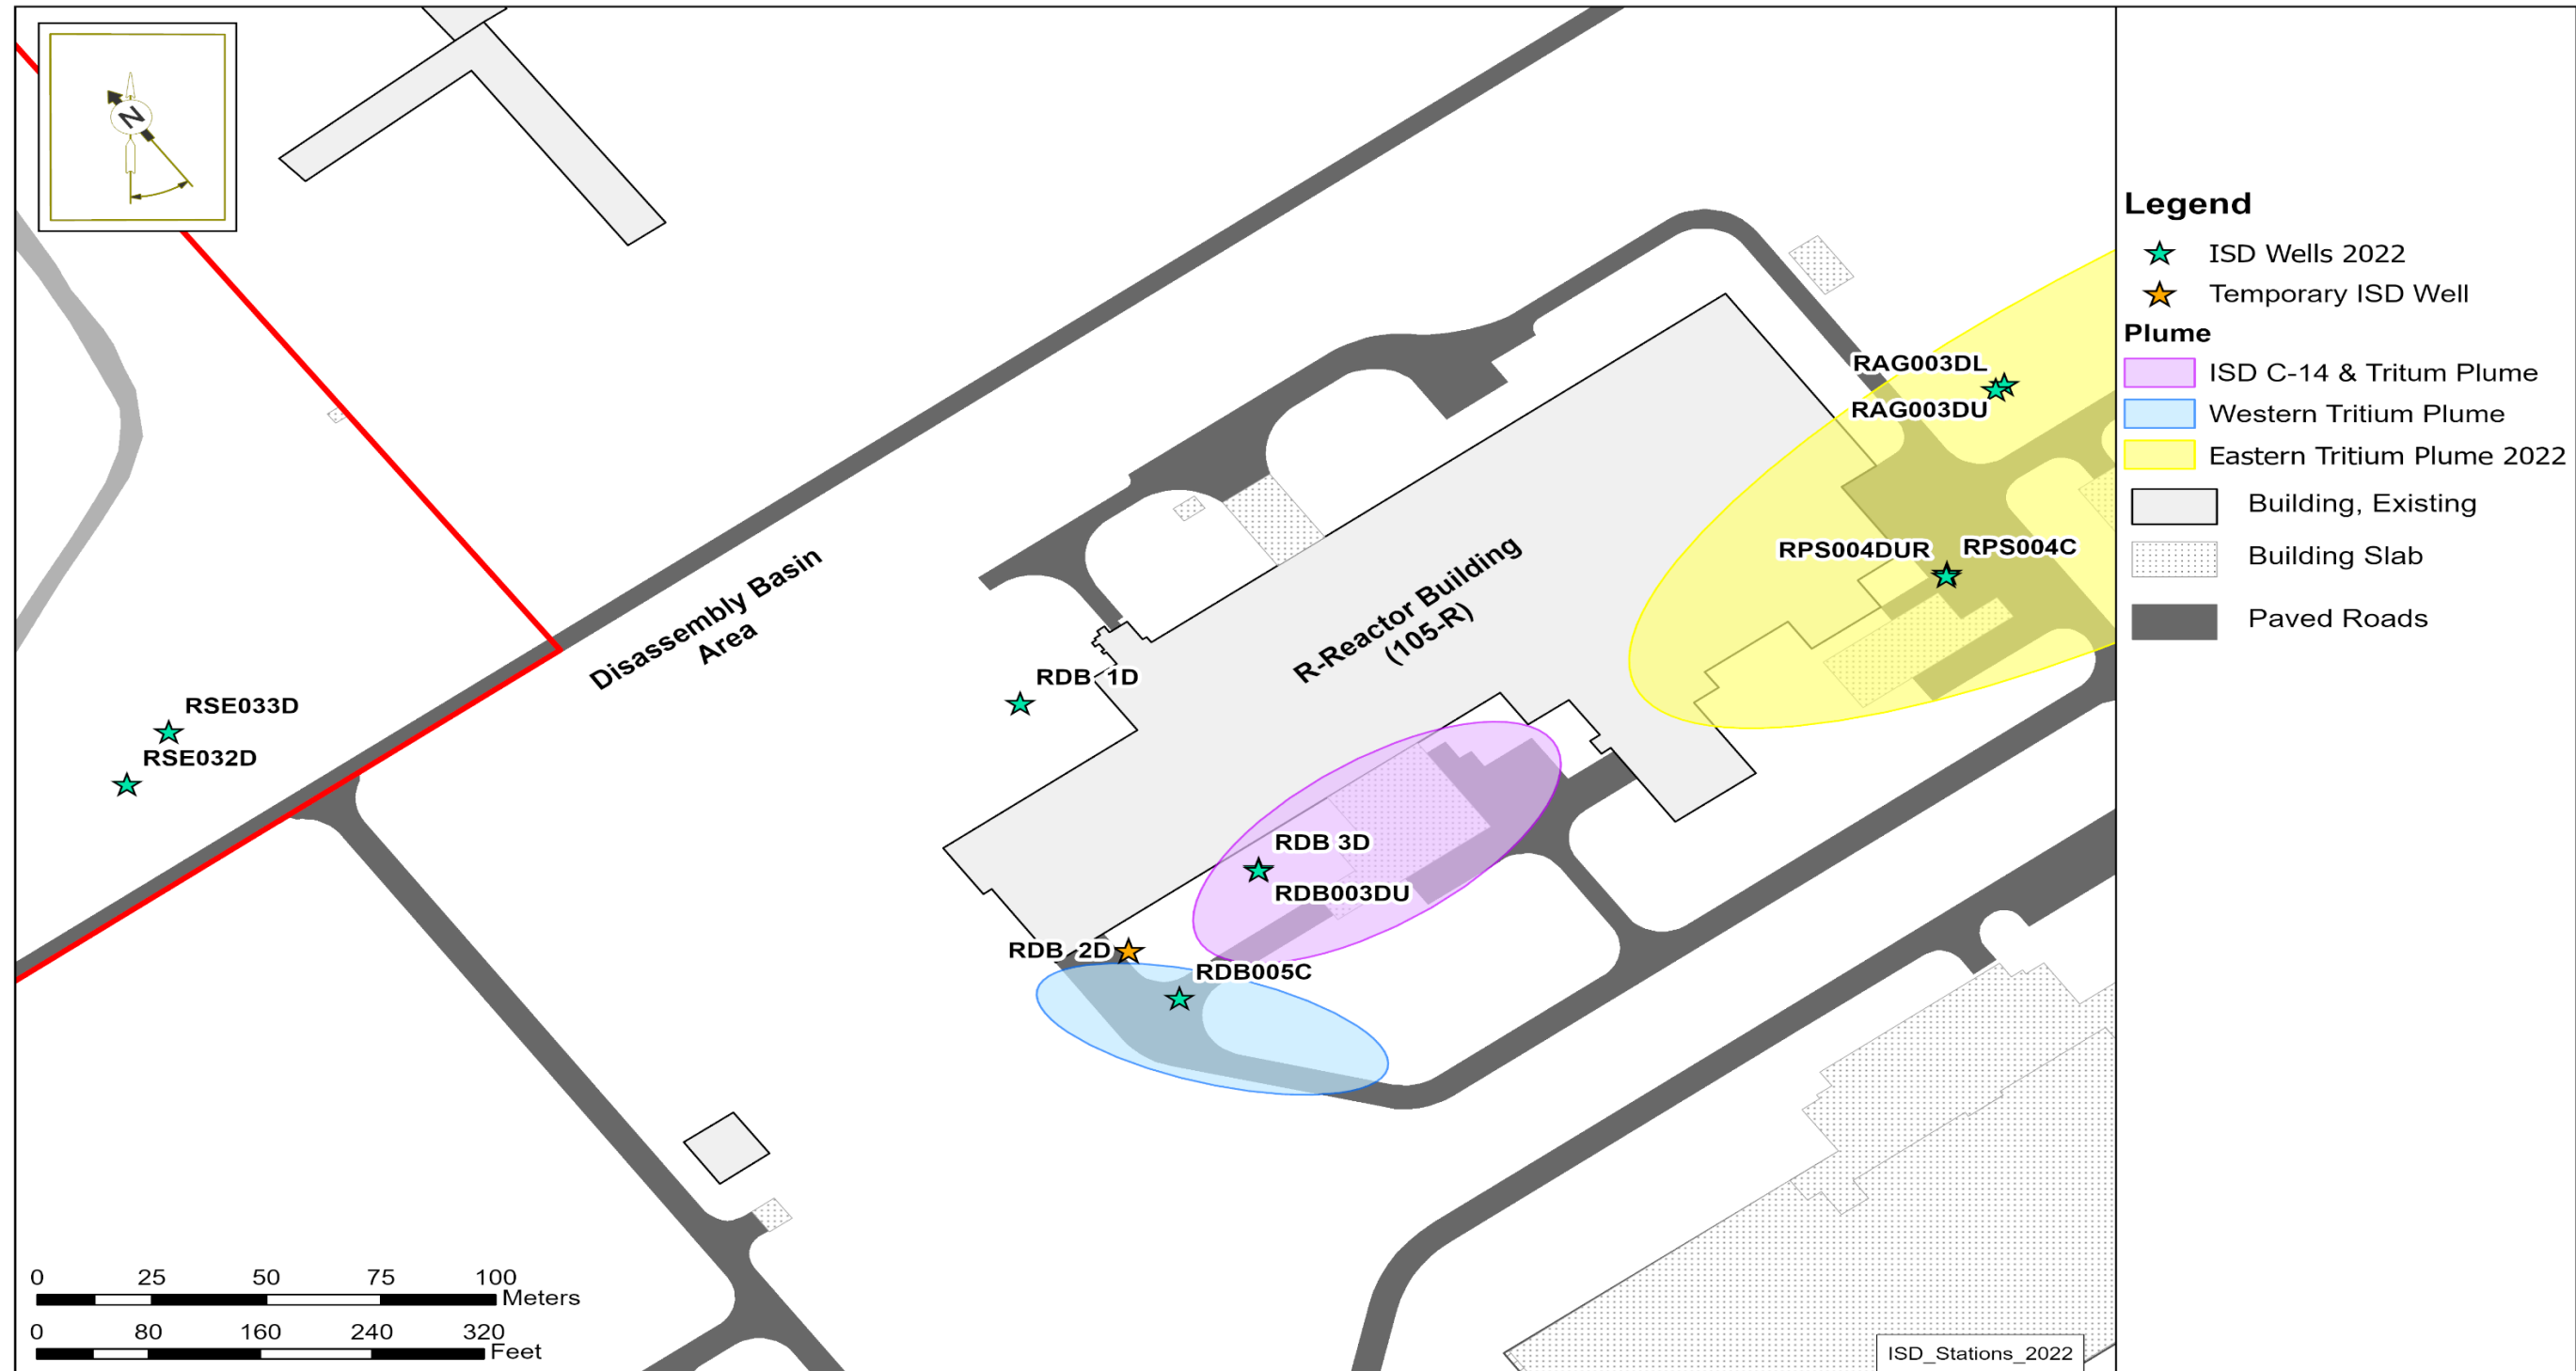 N
Disassembly Basin
Area
R-Reactor Building
(105-R)
RAG003DL
RAG003DU
RPS004DUR
RPS004C
RDB 1D
RSE033D
RSE032D
RDB 3D
RDB003DU
RDB 2D
RDB005C
0 25 50 75 100
Meters
0 80 160 240 320
Feet
ISD_Stations_2022
Legend
ISD Wells 2022
Temporary ISD Well
Plume
ISD C-14 & Tritum Plume
Western Tritium Plume
Eastern Tritium Plume 2022
Building, Existing
Building Slab
Paved Roads